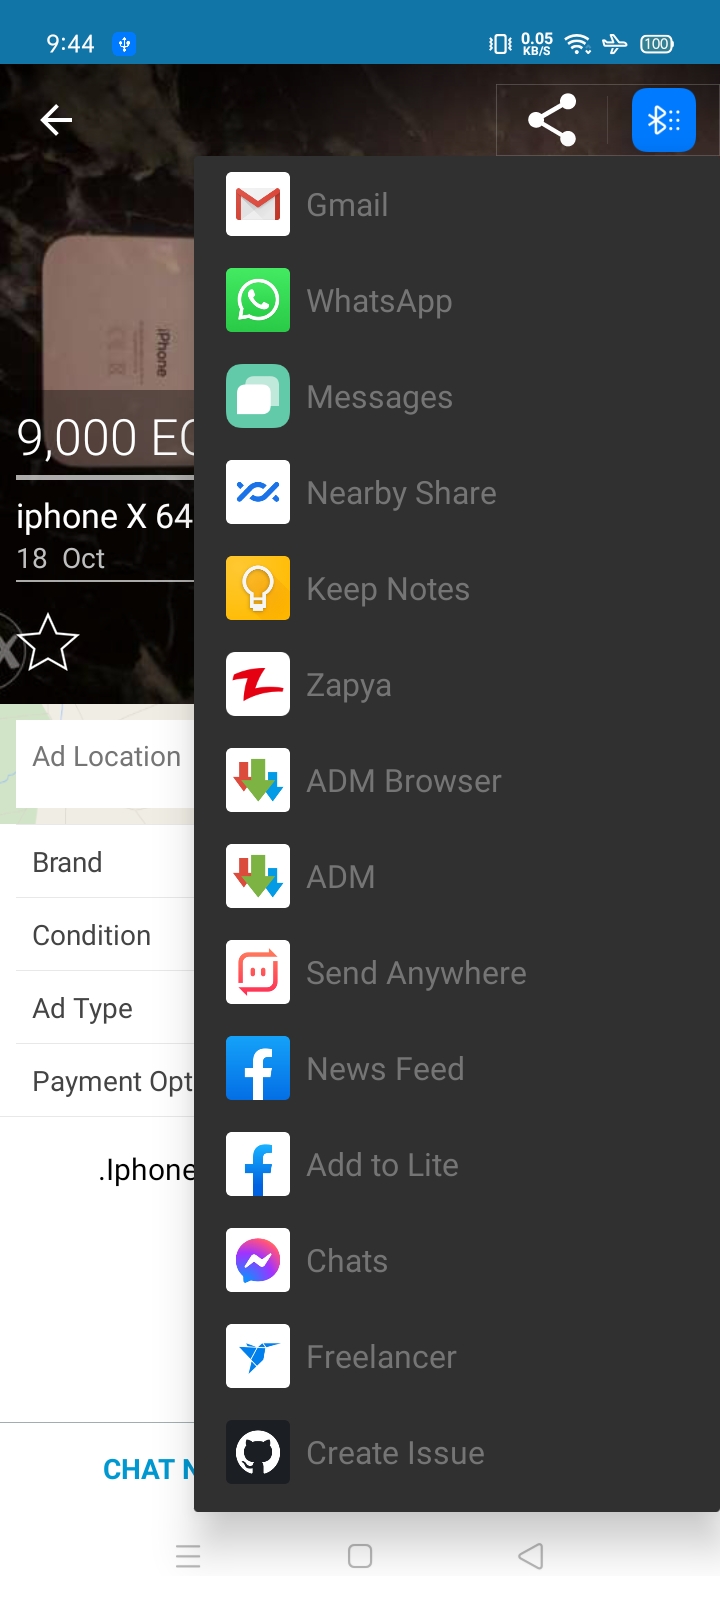 9:44
0.05
KB/S
100
Gmail
WhatsApp
Messages
iPhone
9,000 EG
Nearby Share
iphone X 64
18 Oct
Keep Notes
X
Zapya
Ad Location
ADM Browser
Brand
ADM
Condition
Send Anywhere
Ad Type
News Feed
Payment Opt
.Iphone
Add to Lite
Chats
Freelancer
CHAT N
Create Issue